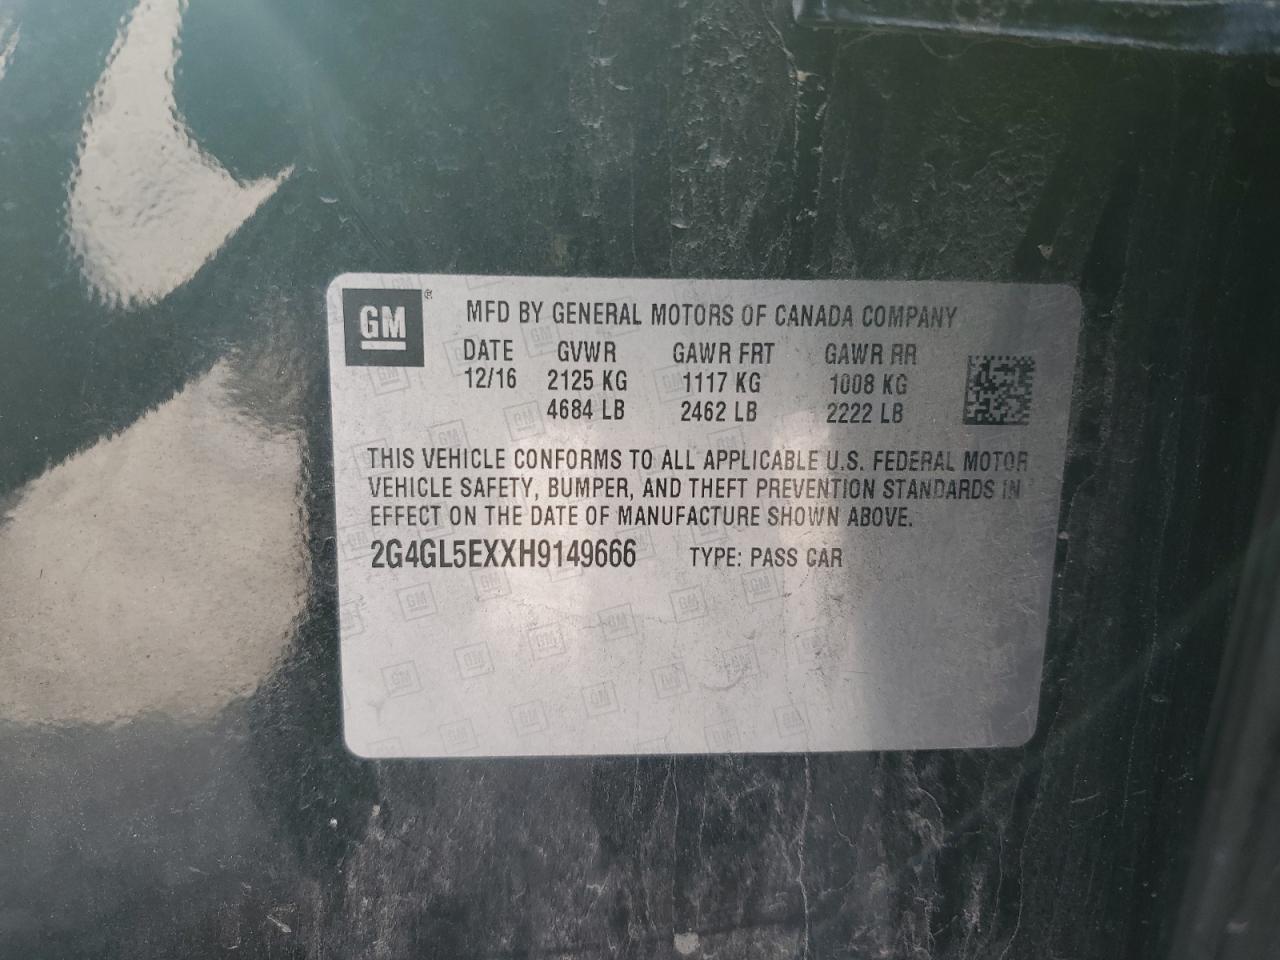 GM®
MFD BY GENERAL MOTORS OF CANADA COMPANY
DATE GVWR GAWR FRT GAWR RR
12/16 2125 KG 1117 KG 1008 KG
4684 LB 2462 LB 2222 LB
THIS VEHICLE CONFORMS TO ALL APPLICABLE U.S. FEDERAL MOTOR
VEHICLE SAFETY, BUMPER, AND THEFT PREVENTION STANDARDS IN
EFFECT ON THE DATE OF MANUFACTURE SHOWN ABOVE.
2G4GL5EXXH9149666 TYPE: PASS CAR